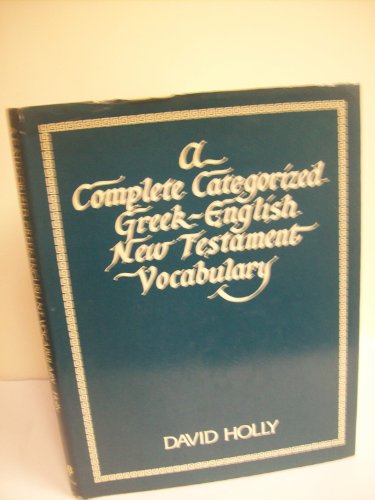 A
Complete Categorized
Greek-English
New Testament
Vocabulary
DAVID HOLLY